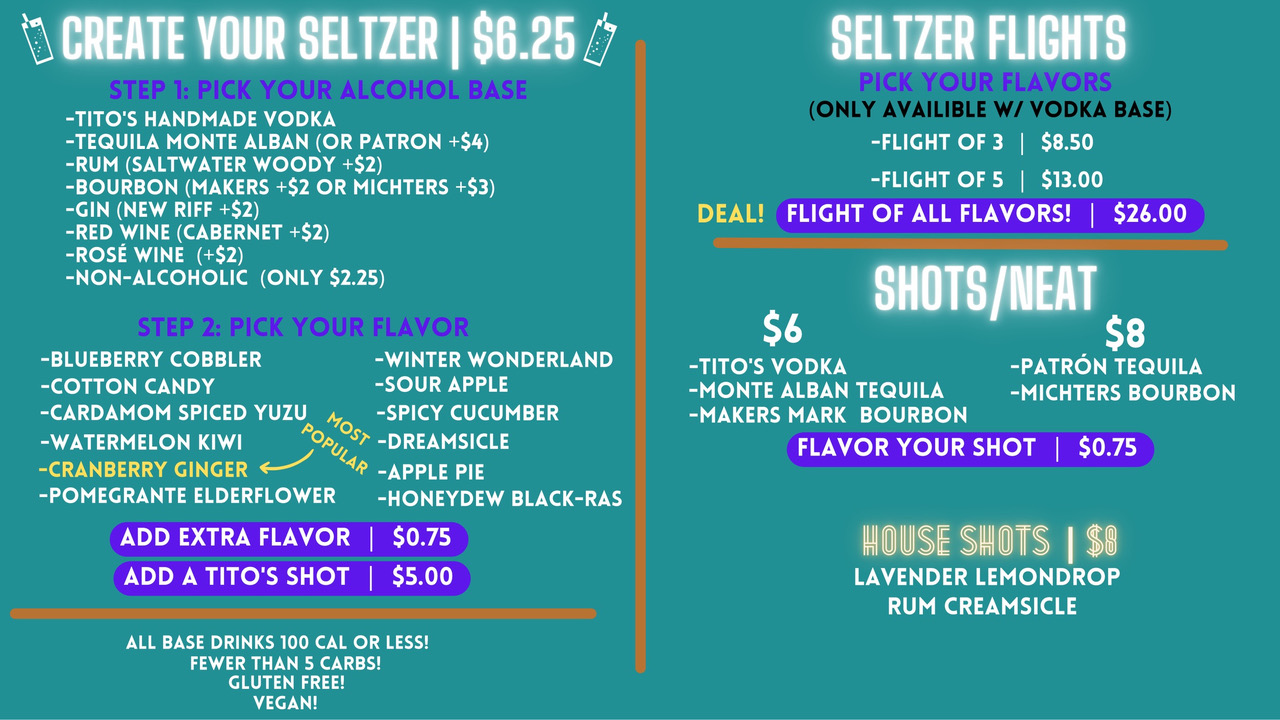 CREATE YOUR SELTZER | $6.25
STEP 1: PICK YOUR ALCOHOL BASE
-TITO'S HANDMADE VODKA
-TEQUILA MONTE ALBAN (OR PATRON +$4)
-RUM (SALTWATER WOODY +$2)
-BOURBON (MAKERS +$2 OR MICHTERS +$3)
-GIN (NEW RIFF +$2)
-RED WINE (CABERNET +$2)
-ROSÉ WINE (+$2)
-NON-ALCOHOLIC (ONLY $2.25)
STEP 2: PICK YOUR FLAVOR
-BLUEBERRY COBBLER
-COTTON CANDY
-CARDAMOM SPICED YUZU
-WATERMELON KIWI
-CRANBERRY GINGER
MOST
POPULAR
-POMEGRANTE ELDERFLOWER
-WINTER WONDERLAND
-SOUR APPLE
-SPICY CUCUMBER
-DREAMSICLE
-APPLE PIE
-HONEYDEW BLACK-RAS
ADD EXTRA FLAVOR | $0.75
ADD A TITO'S SHOT | $5.00
ALL BASE DRINKS 100 CAL OR LESS!
FEWER THAN 5 CARBS!
GLUTEN FREE!
VEGAN!
SELTZER FLIGHTS
PICK YOUR FLAVORS
(ONLY AVAILIBLE W/ VODKA BASE)
-FLIGHT OF 3 | $8.50
-FLIGHT OF 5 | $13.00
DEAL! FLIGHT OF ALL FLAVORS! | $26.00
SHOTS/NEAT
$6
-TITO'S VODKA
-MONTE ALBAN TEQUILA
-MAKERS MARK BOURBON
$8
-PATRÓN TEQUILA
-MICHTERS BOURBON
FLAVOR YOUR SHOT | $0.75
HOUSE SHOTS | $8
LAVENDER LEMONDROP
RUM CREAMSICLE